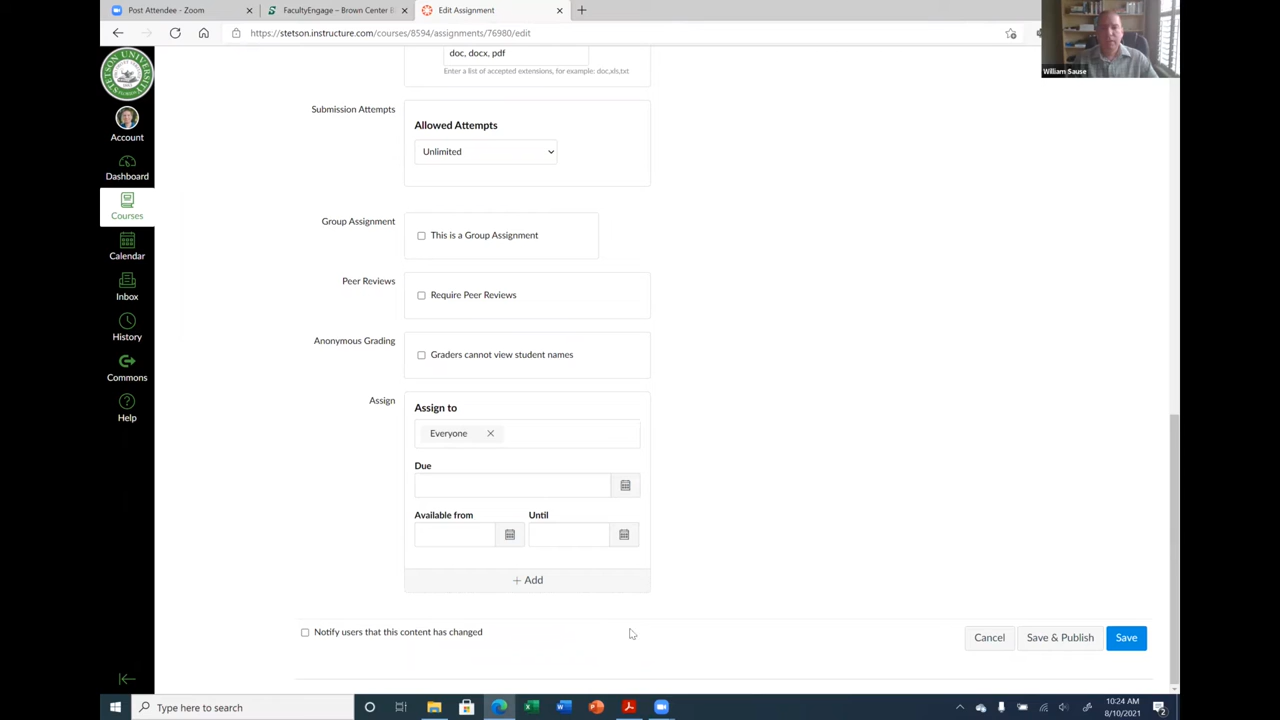 Post Attendee - Zoom
FacultyEngage – Brown Center
Edit Assignment
https://stetson.instructure.com/courses/8594/assignments/76980/edit
William Sause
STETSON UNIVERSITY
Account
Dashboard
Courses
Calendar
Inbox
History
Commons
Help
doc, docx, pdf
Enter a list of accepted extensions, for example: doc,xls,txt
Submission Attempts
Allowed Attempts
Unlimited
Group Assignment
This is a Group Assignment
Peer Reviews
Require Peer Reviews
Anonymous Grading
Graders cannot view student names
Assign
Assign to
Everyone
Due
Available from
Until
+ Add
Notify users that this content has changed
Cancel
Save & Publish
Save
Type here to search
10:24 AM
8/10/2021
2